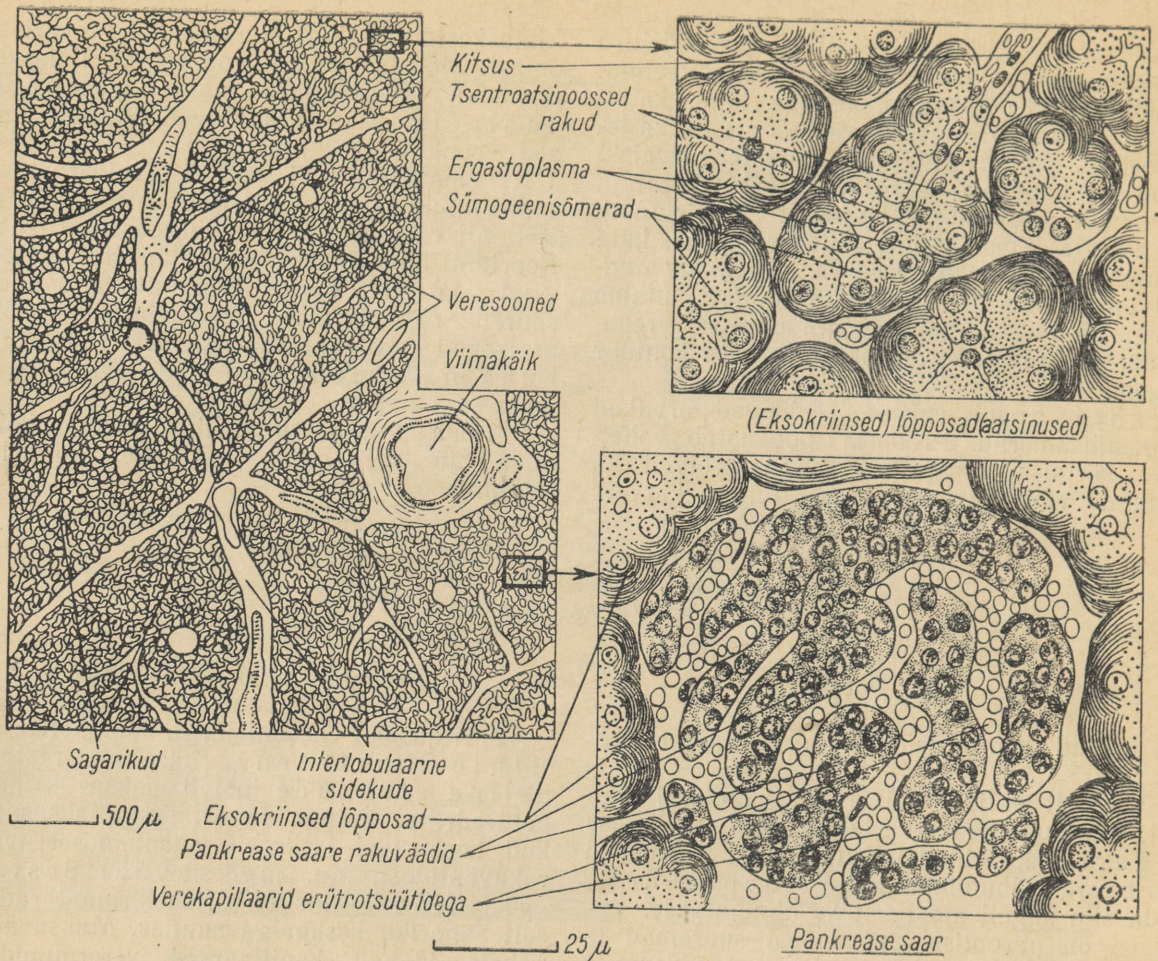 Kitsus
Tsentroatsinoossed
rakud
Ergastoplasma
Sümogeenisõmerad
Veresooned
Viimakäik
(Eksokriinsed) lõpposad (aatsinused)
Sagarikud
Interlobulaarne
sidekude
500 µ
Eksokriinsed lõpposad
Pankrease saare rakuväädid
Verekapillaarid erütrotsüütidega
25 µ
Pankrease saar